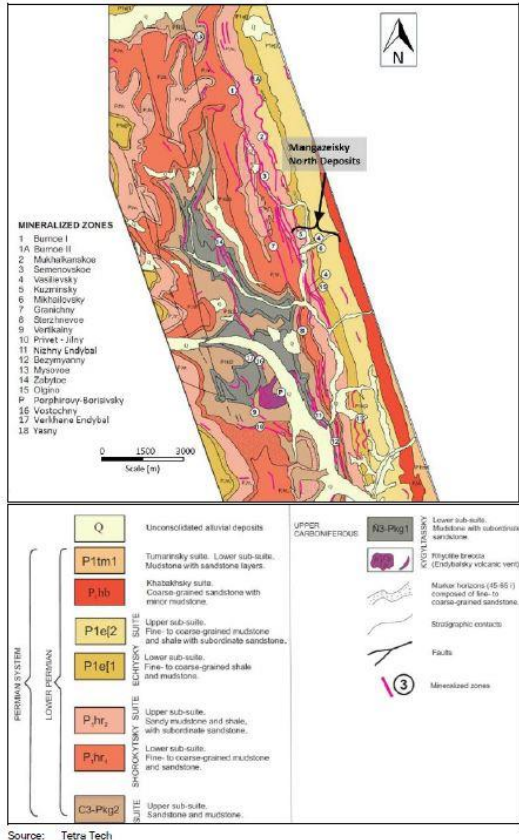 N
Mangazeisky
North Deposits
MINERALIZED ZONES
1 Burnoe I
1A Burnoe II
2 Mukhalkanskoe
3 Semenovskoe
4 Vasilievsky
5 Kuzminsky
6 Mikhailovsky
7 Granichny
8 Sterzhnevoe
9 Vertikalny
10 Privet - Jilny
11 Nizhny Endybal
12 Bezymyanny
13 Mysovoe
14 Zabytoe
15 Olgina
P Porphirovy-Borisivsky
16 Vostochny
17 Verkhane Endybal
18 Yasny
0 1500 3000
Scale (m)
PERMIAN SYSTEM
LOWER PERMIAN
Q
Unconsolidated alluvial deposits
P1tm1
Tumarinsky suite. Lower sub-suite.
Mudstone with sandstone layers.
P₁hb
Khabakhsky suite.
Coarse-grained sandstone with
minor mudstone.
ECHIYSKY SUITE
P1e[2
Upper sub-suite.
Fine- to coarse-grained mudstone
and shale with subordinate sandstone.
P1e[1
Lower sub-suite.
Fine- to coarse-grained shale
and mudstone.
SHOROKYTSKY SUITE
P₁hr₂
Upper sub-suite.
Sandy mudstone and shale,
with subordinate sandstone.
P₁hr₁
Lower sub-suite.
Fine- to coarse-grained mudstone
and sandstone.
SUITE
C3-Pkg2
Upper sub-suite.
Sandstone and mudstone.
UPPER
CARBONIFEROUS
KYGYLTASSKY
N3-Pkg1
Lower sub-suite.
Mudstone with subordinate
sandstone.
Rhyolite breccia
(Endybalsky volcanic vent)
Marker horizons
composed of fine- to
coarse-grained sandstone.
Stratigraphic contacts
Faults
3
Mineralized zones
Source: Tetra Tech